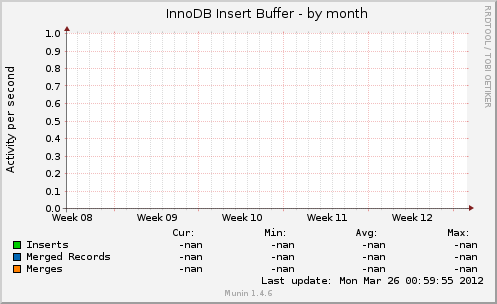 InnoDB Insert Buffer - by month
RRDTOOL / TOBI OETIKER
Activity per second
1.0
0.9
0.8
0.7
0.6
0.5
0.4
0.3
0.2
0.1
0.0
Week 08 Week 09 Week 10 Week 11 Week 12
Cur: Min: Avg: Max:
Inserts -nan -nan -nan -nan
Merged Records -nan -nan -nan -nan
Merges -nan -nan -nan -nan
Last update: Mon Mar 26 00:59:55 2012
Munin 1.4.6